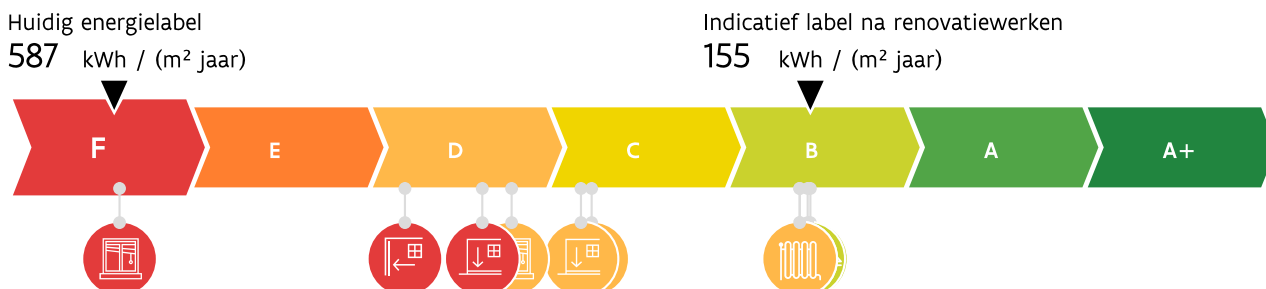 Huidig energielabel
587 kWh / (m² jaar)
Indicatief label na renovatiewerken
155 kWh / (m² jaar)
F
E
D
C
B
A
A+